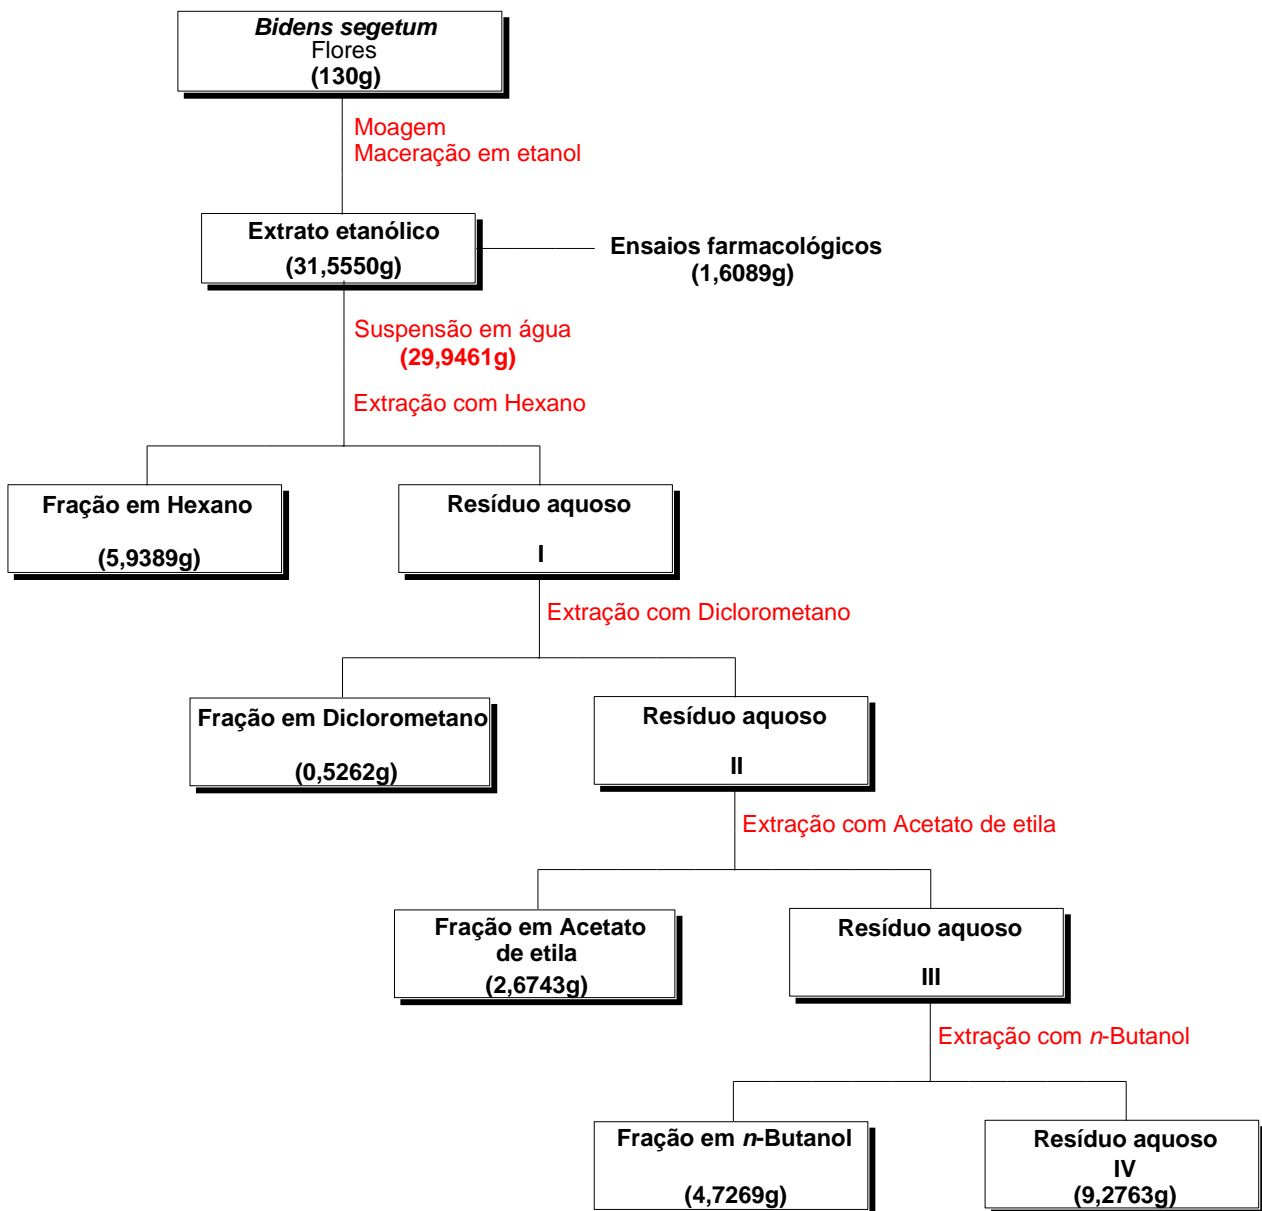 Bidens segetum
Flores
(130g)
Moagem
Maceração em etanol
Extrato etanólico
(31,5550g)
Ensaios farmacológicos
(1,6089g)
Suspensão em água
(29,9461g)
Extração com Hexano
Fração em Hexano
(5,9389g)
Resíduo aquoso
I
Extração com Diclorometano
Fração em Diclorometano
(0,5262g)
Resíduo aquoso
II
Extração com Acetato de etila
Fração em Acetato
de etila
(2,6743g)
Resíduo aquoso
III
Extração com n-Butanol
Fração em n-Butanol
(4,7269g)
Resíduo aquoso
IV
(9,2763g)